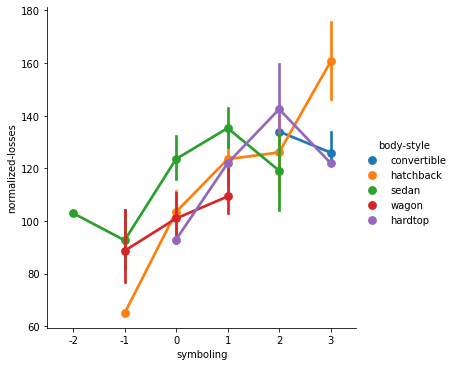 180
160
140
120
100
80
60
normalized-losses
-2 -1 0 1 2 3
symboling
body-style
convertible
hatchback
sedan
wagon
hardtop